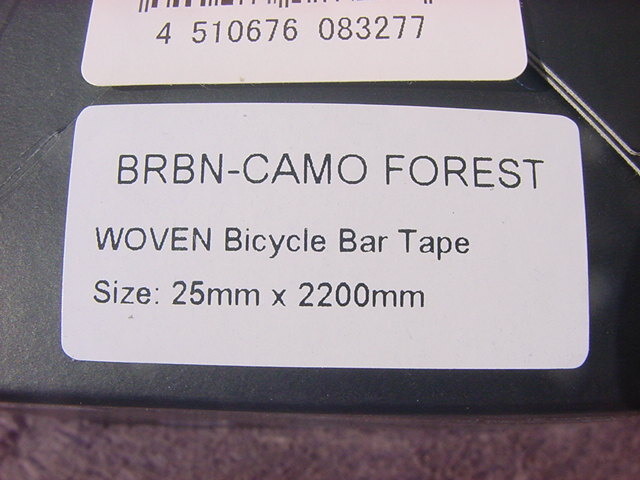 4 510676 083277
BRBN-CAMO FOREST
WOVEN Bicycle Bar Tape
Size: 25mm x 2200mm